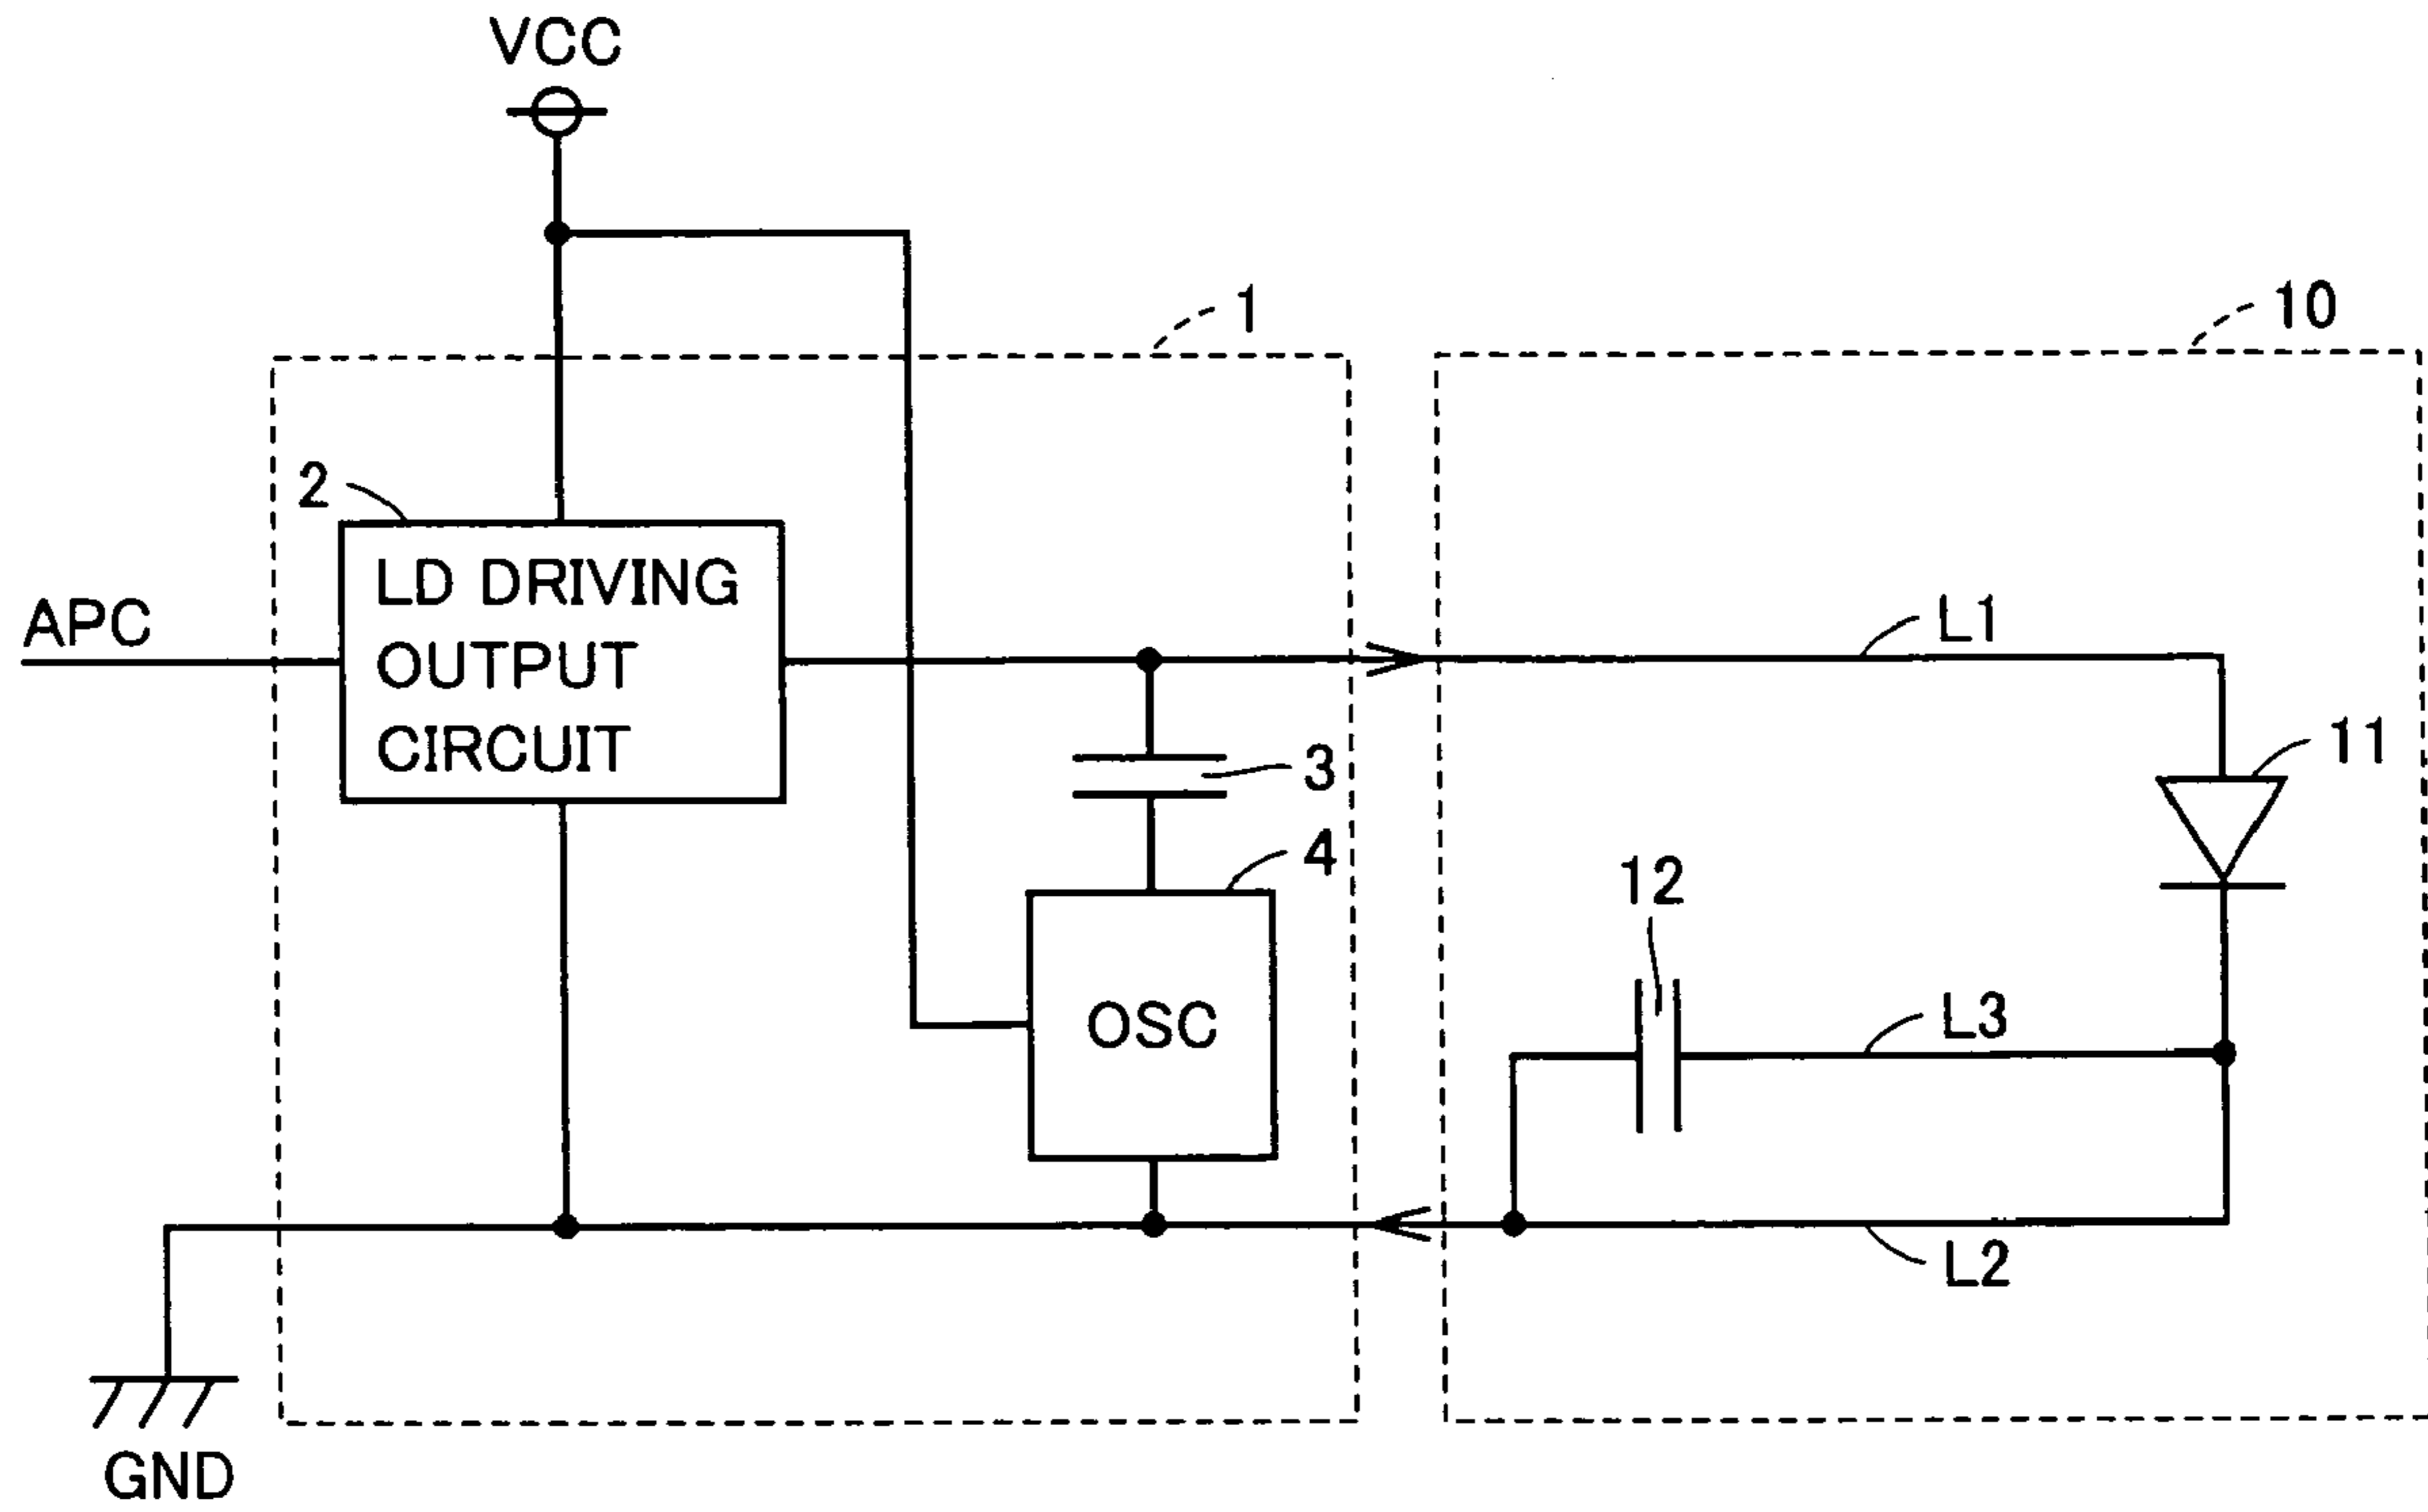 VCC
1
10
2
LD DRIVING
OUTPUT
CIRCUIT
APC
L1
11
3
4
12
OSC
L3
L2
GND